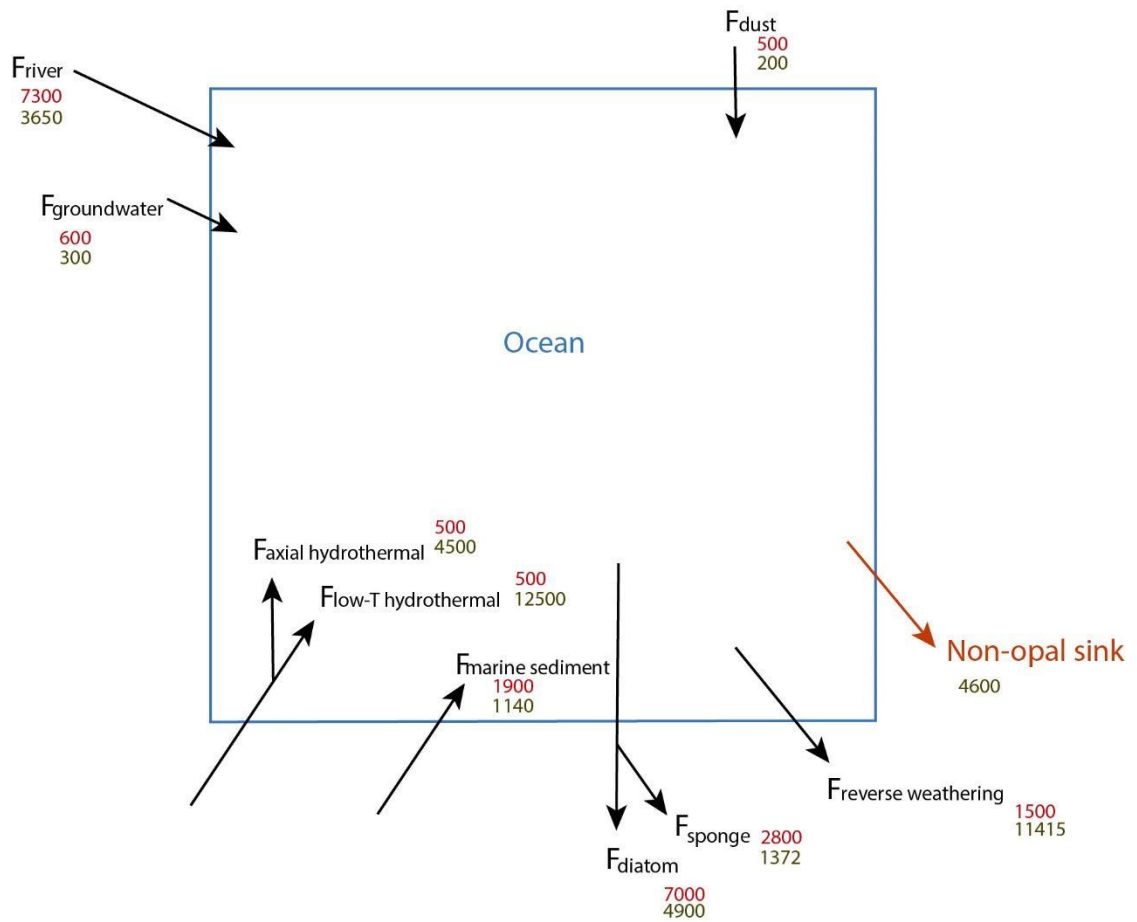 Fdust
500
200
Friver
7300
3650
Fgroundwater
600
300
Ocean
Faxial hydrothermal
500
4500
Flow-T hydrothermal
500
12500
Fmarine sediment
1900
1140
Non-opal sink
4600
Freverse weathering
1500
11415
Fsponge
2800
1372
Fdiatom
7000
4900